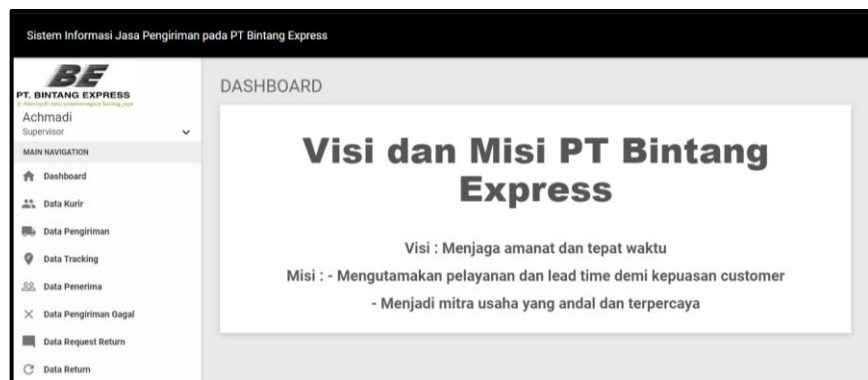 Sistem Informasi Jasa Pengiriman pada PT Bintang Express
BE
PT. BINTANG EXPRESS
Achmadi
Supervisor
MAIN NAVIGATION
Dashboard
Data Kurir
Data Pengiriman
Data Tracking
Data Penerima
Data Pengiriman Gagal
Data Request Return
Data Return
DASHBOARD
Visi dan Misi PT Bintang
Express
Visi : Menjaga amanat dan tepat waktu
Misi : - Mengutamakan pelayanan dan lead time demi kepuasan customer
- Menjadi mitra usaha yang andal dan terpercaya